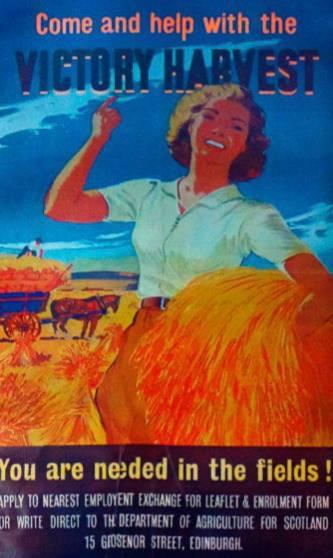 Come and help with the
VICTORY HARVEST
You are needed in the fields!
APPLY TO NEAREST EMPLOYENT EXCHANGE FOR LEAFLET & ENROLMENT FORM
OR WRITE DIRECT TO TH DEPARTMENT OF AGRICULTURE FOR SCOTLAND
15 GROSENOR STREET, EDINBURGH.